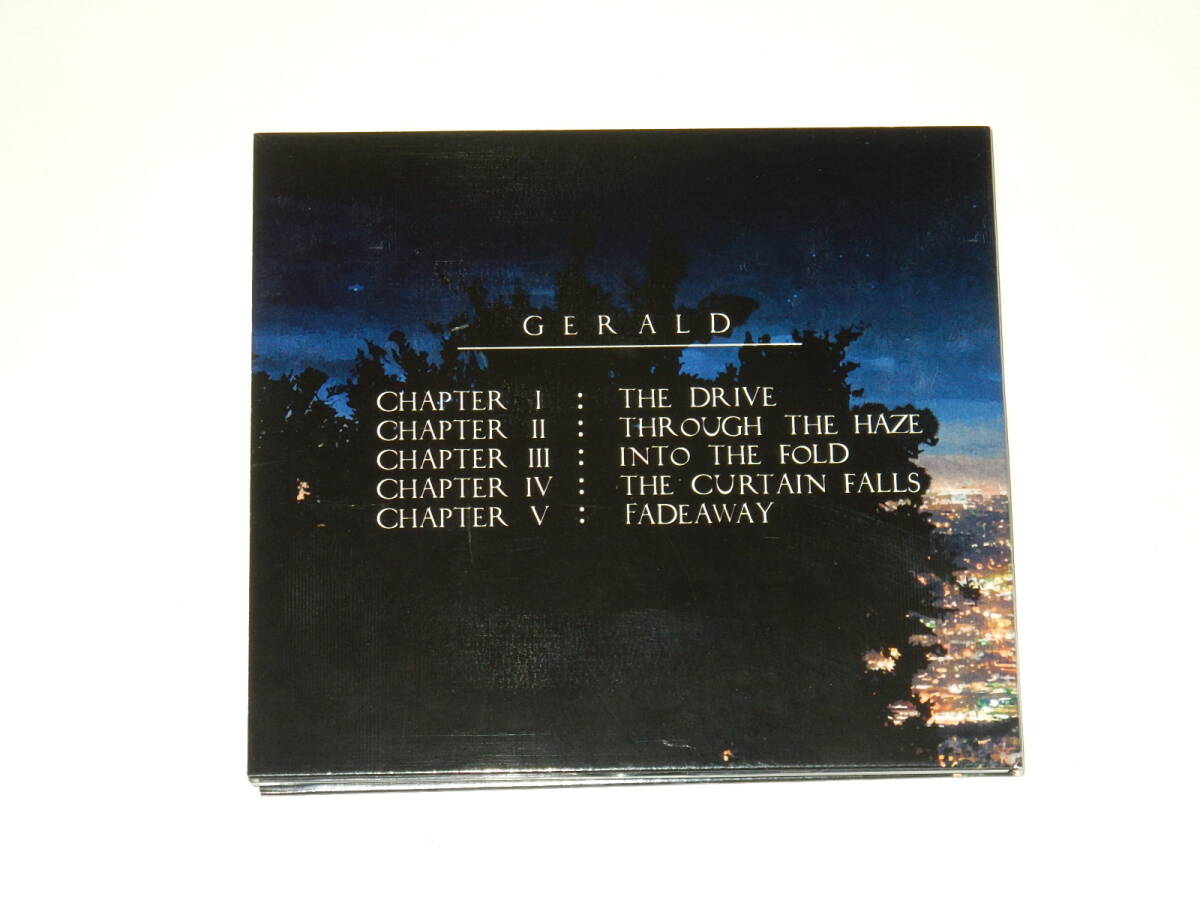 GERALD
CHAPTER I : THE DRIVE
CHAPTER II : THROUGH THE HAZE
CHAPTER III : INTO THE FOLD
CHAPTER IV : THE CURTAIN FALLS
CHAPTER V : FADEAWAY